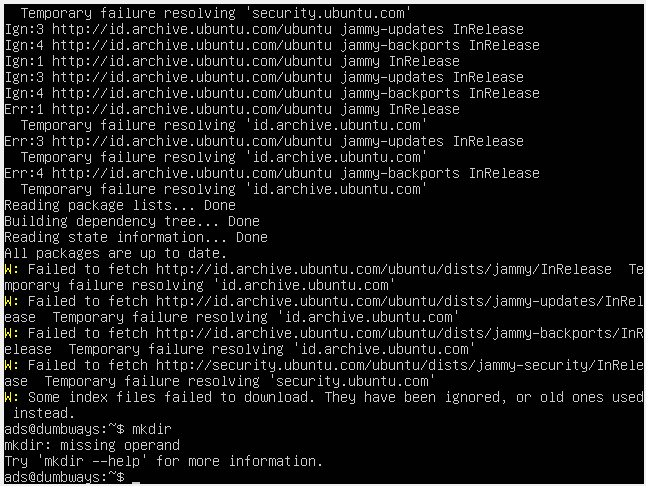 Temporary failure resolving 'security.ubuntu.com'
Ign:3 http://id.archive.ubuntu.com/ubuntu jammy-updates InRelease
Ign:4 http://id.archive.ubuntu.com/ubuntu jammy-backports InRelease
Ign:1 http://id.archive.ubuntu.com/ubuntu jammy InRelease
Ign:3 http://id.archive.ubuntu.com/ubuntu jammy-updates InRelease
Ign:4 http://id.archive.ubuntu.com/ubuntu jammy-backports InRelease
Err:1 http://id.archive.ubuntu.com/ubuntu jammy InRelease
  Temporary failure resolving 'id.archive.ubuntu.com'
Err:3 http://id.archive.ubuntu.com/ubuntu jammy-updates InRelease
  Temporary failure resolving 'id.archive.ubuntu.com'
Err:4 http://id.archive.ubuntu.com/ubuntu jammy-backports InRelease
  Temporary failure resolving 'id.archive.ubuntu.com'
Reading package lists... Done
Building dependency tree... Done
Reading state information... Done
All packages are up to date.
W: Failed to fetch http://id.archive.ubuntu.com/ubuntu/dists/jammy/InRelease  Te
mporary failure resolving 'id.archive.ubuntu.com'
W: Failed to fetch http://id.archive.ubuntu.com/ubuntu/dists/jammy-updates/InRel
ease  Temporary failure resolving 'id.archive.ubuntu.com'
W: Failed to fetch http://id.archive.ubuntu.com/ubuntu/dists/jammy-backports/InR
elease  Temporary failure resolving 'id.archive.ubuntu.com'
W: Failed to fetch http://security.ubuntu.com/ubuntu/dists/jammy-security/InRele
ase  Temporary failure resolving 'security.ubuntu.com'
W: Some index files failed to download. They have been ignored, or old ones used
 instead.
ads@dumbways:~$ mkdir
mkdir: missing operand
Try 'mkdir --help' for more information.
ads@dumbways:~$ _